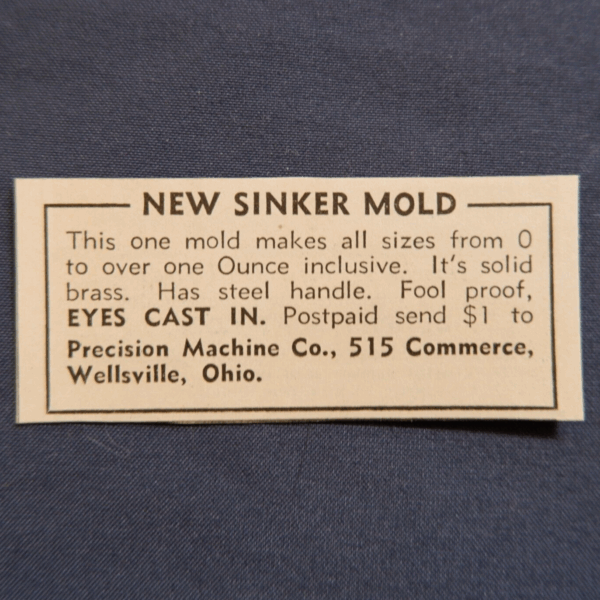 NEW SINKER MOLD
This one mold makes all sizes from 0
to over one Ounce inclusive. It's solid
brass. Has steel handle. Fool proof,
EYES CAST IN. Postpaid send $1 to
Precision Machine Co., 515 Commerce,
Wellsville, Ohio.